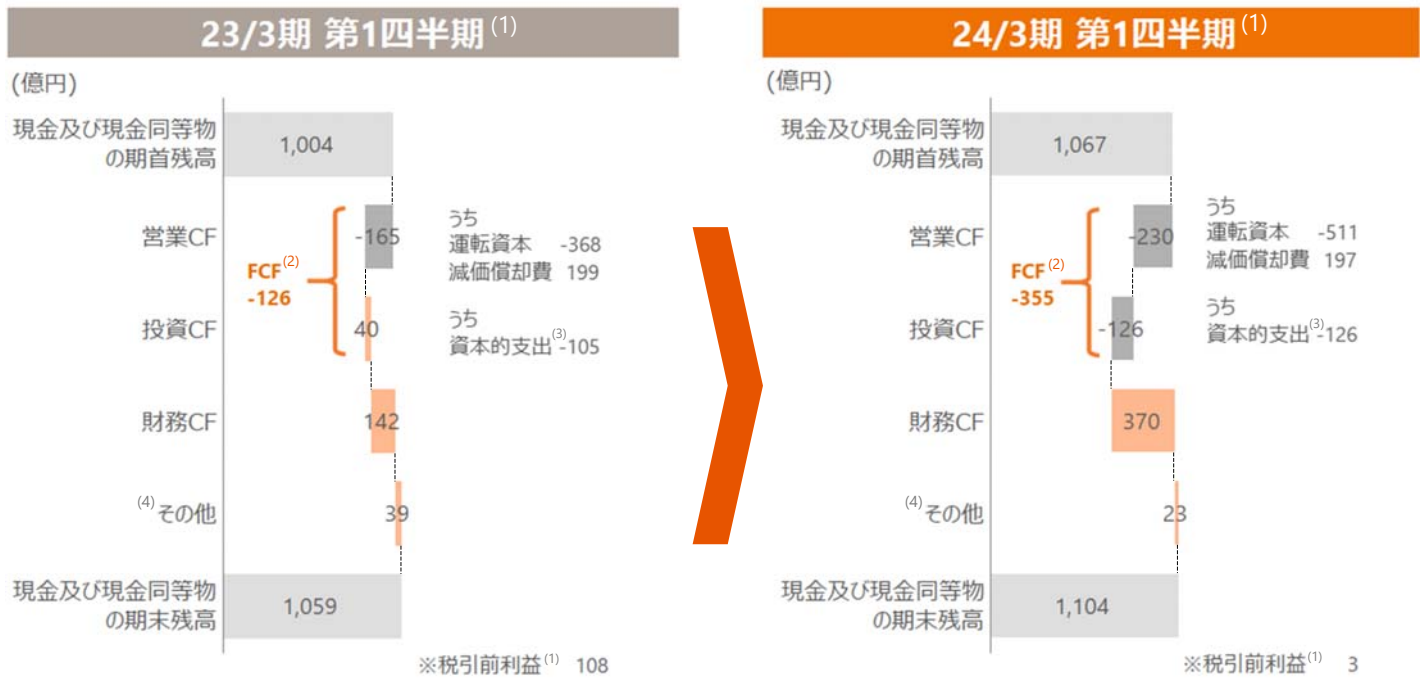 23/3期 第1四半期(1)
(億円)
現金及び現金同等物
の期首残高
1,004
営業CF
-165
うち
運転資本 -368
減価償却費 199
FCF(2)
-126
投資CF
40
うち
資本的支出(3) -105
財務CF
142
(4)その他
39
現金及び現金同等物
の期末残高
1,059
※税引前利益(1) 108
24/3期 第1四半期(1)
(億円)
現金及び現金同等物
の期首残高
1,067
営業CF
-230
うち
運転資本 -511
減価償却費 197
FCF(2)
-355
投資CF
-126
うち
資本的支出(3) -126
財務CF
370
(4)その他
23
現金及び現金同等物
の期末残高
1,104
※税引前利益(1) 3